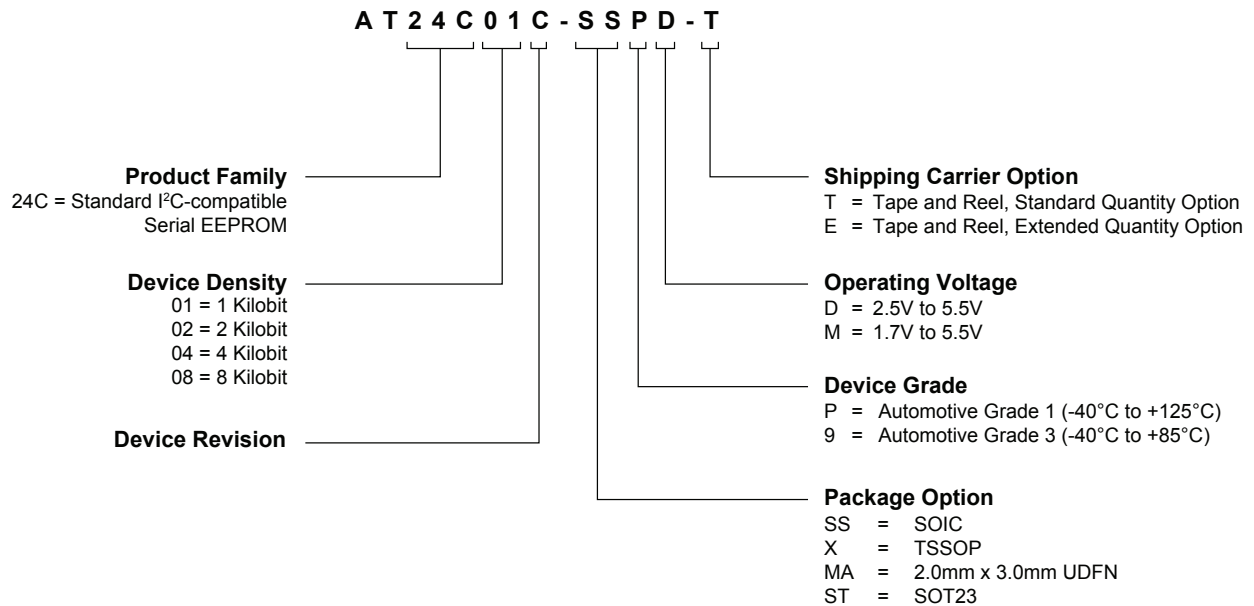 AT24C01C-SSPD-T
Product Family
24C = Standard I²C-compatible
Serial EEPROM
Device Density
01 = 1 Kilobit
02 = 2 Kilobit
04 = 4 Kilobit
08 = 8 Kilobit
Device Revision
Shipping Carrier Option
T = Tape and Reel, Standard Quantity Option
E = Tape and Reel, Extended Quantity Option
Operating Voltage
D = 2.5V to 5.5V
M = 1.7V to 5.5V
Device Grade
P = Automotive Grade 1 (-40°C to +125°C)
9 = Automotive Grade 3 (-40°C to +85°C)
Package Option
SS = SOIC
X = TSSOP
MA = 2.0mm x 3.0mm UDFN
ST = SOT23